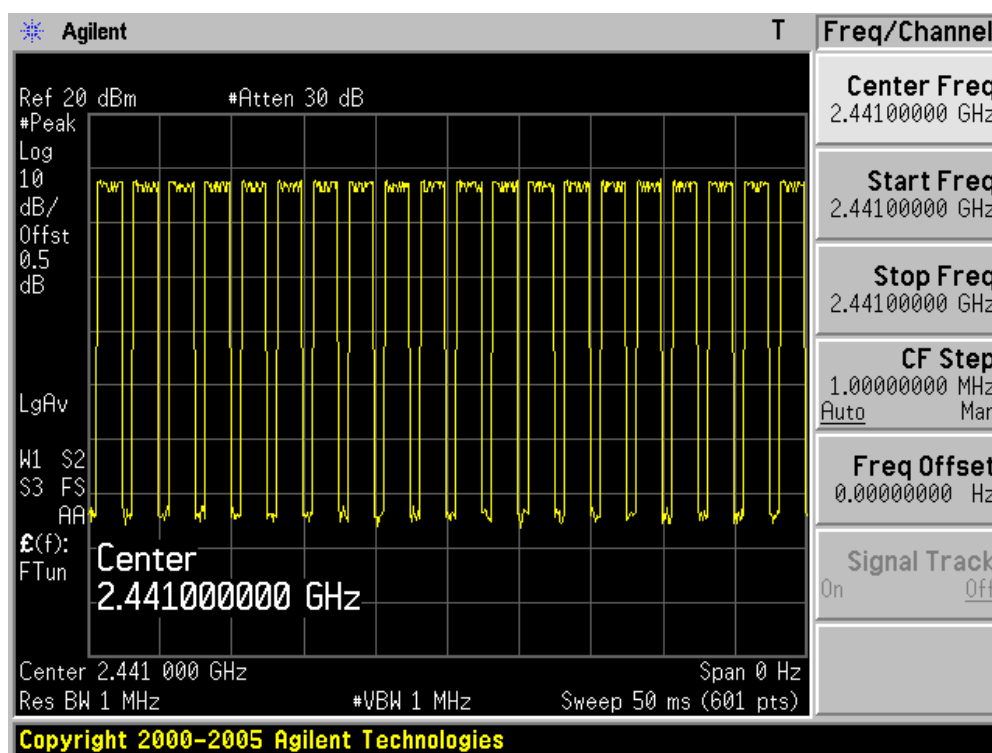 Agilent T
Freq/Channel
Ref 20 dBm #Atten 30 dB
#Peak
Log
10
dB/
Offst
0.5
dB
LgAv
W1 S2
S3 FS
AA
£(f):
FTun
Center
2.441000000 GHz
Center 2.441 000 GHz Span 0 Hz
Res BW 1 MHz #VBW 1 MHz Sweep 50 ms (601 pts)
Center Freq
2.44100000 GHz
Start Freq
2.44100000 GHz
Stop Freq
2.44100000 GHz
CF Step
1.00000000 MHz
Auto Man
Freq Offset
0.00000000 Hz
Signal Track
On Off
Copyright 2000-2005 Agilent Technologies